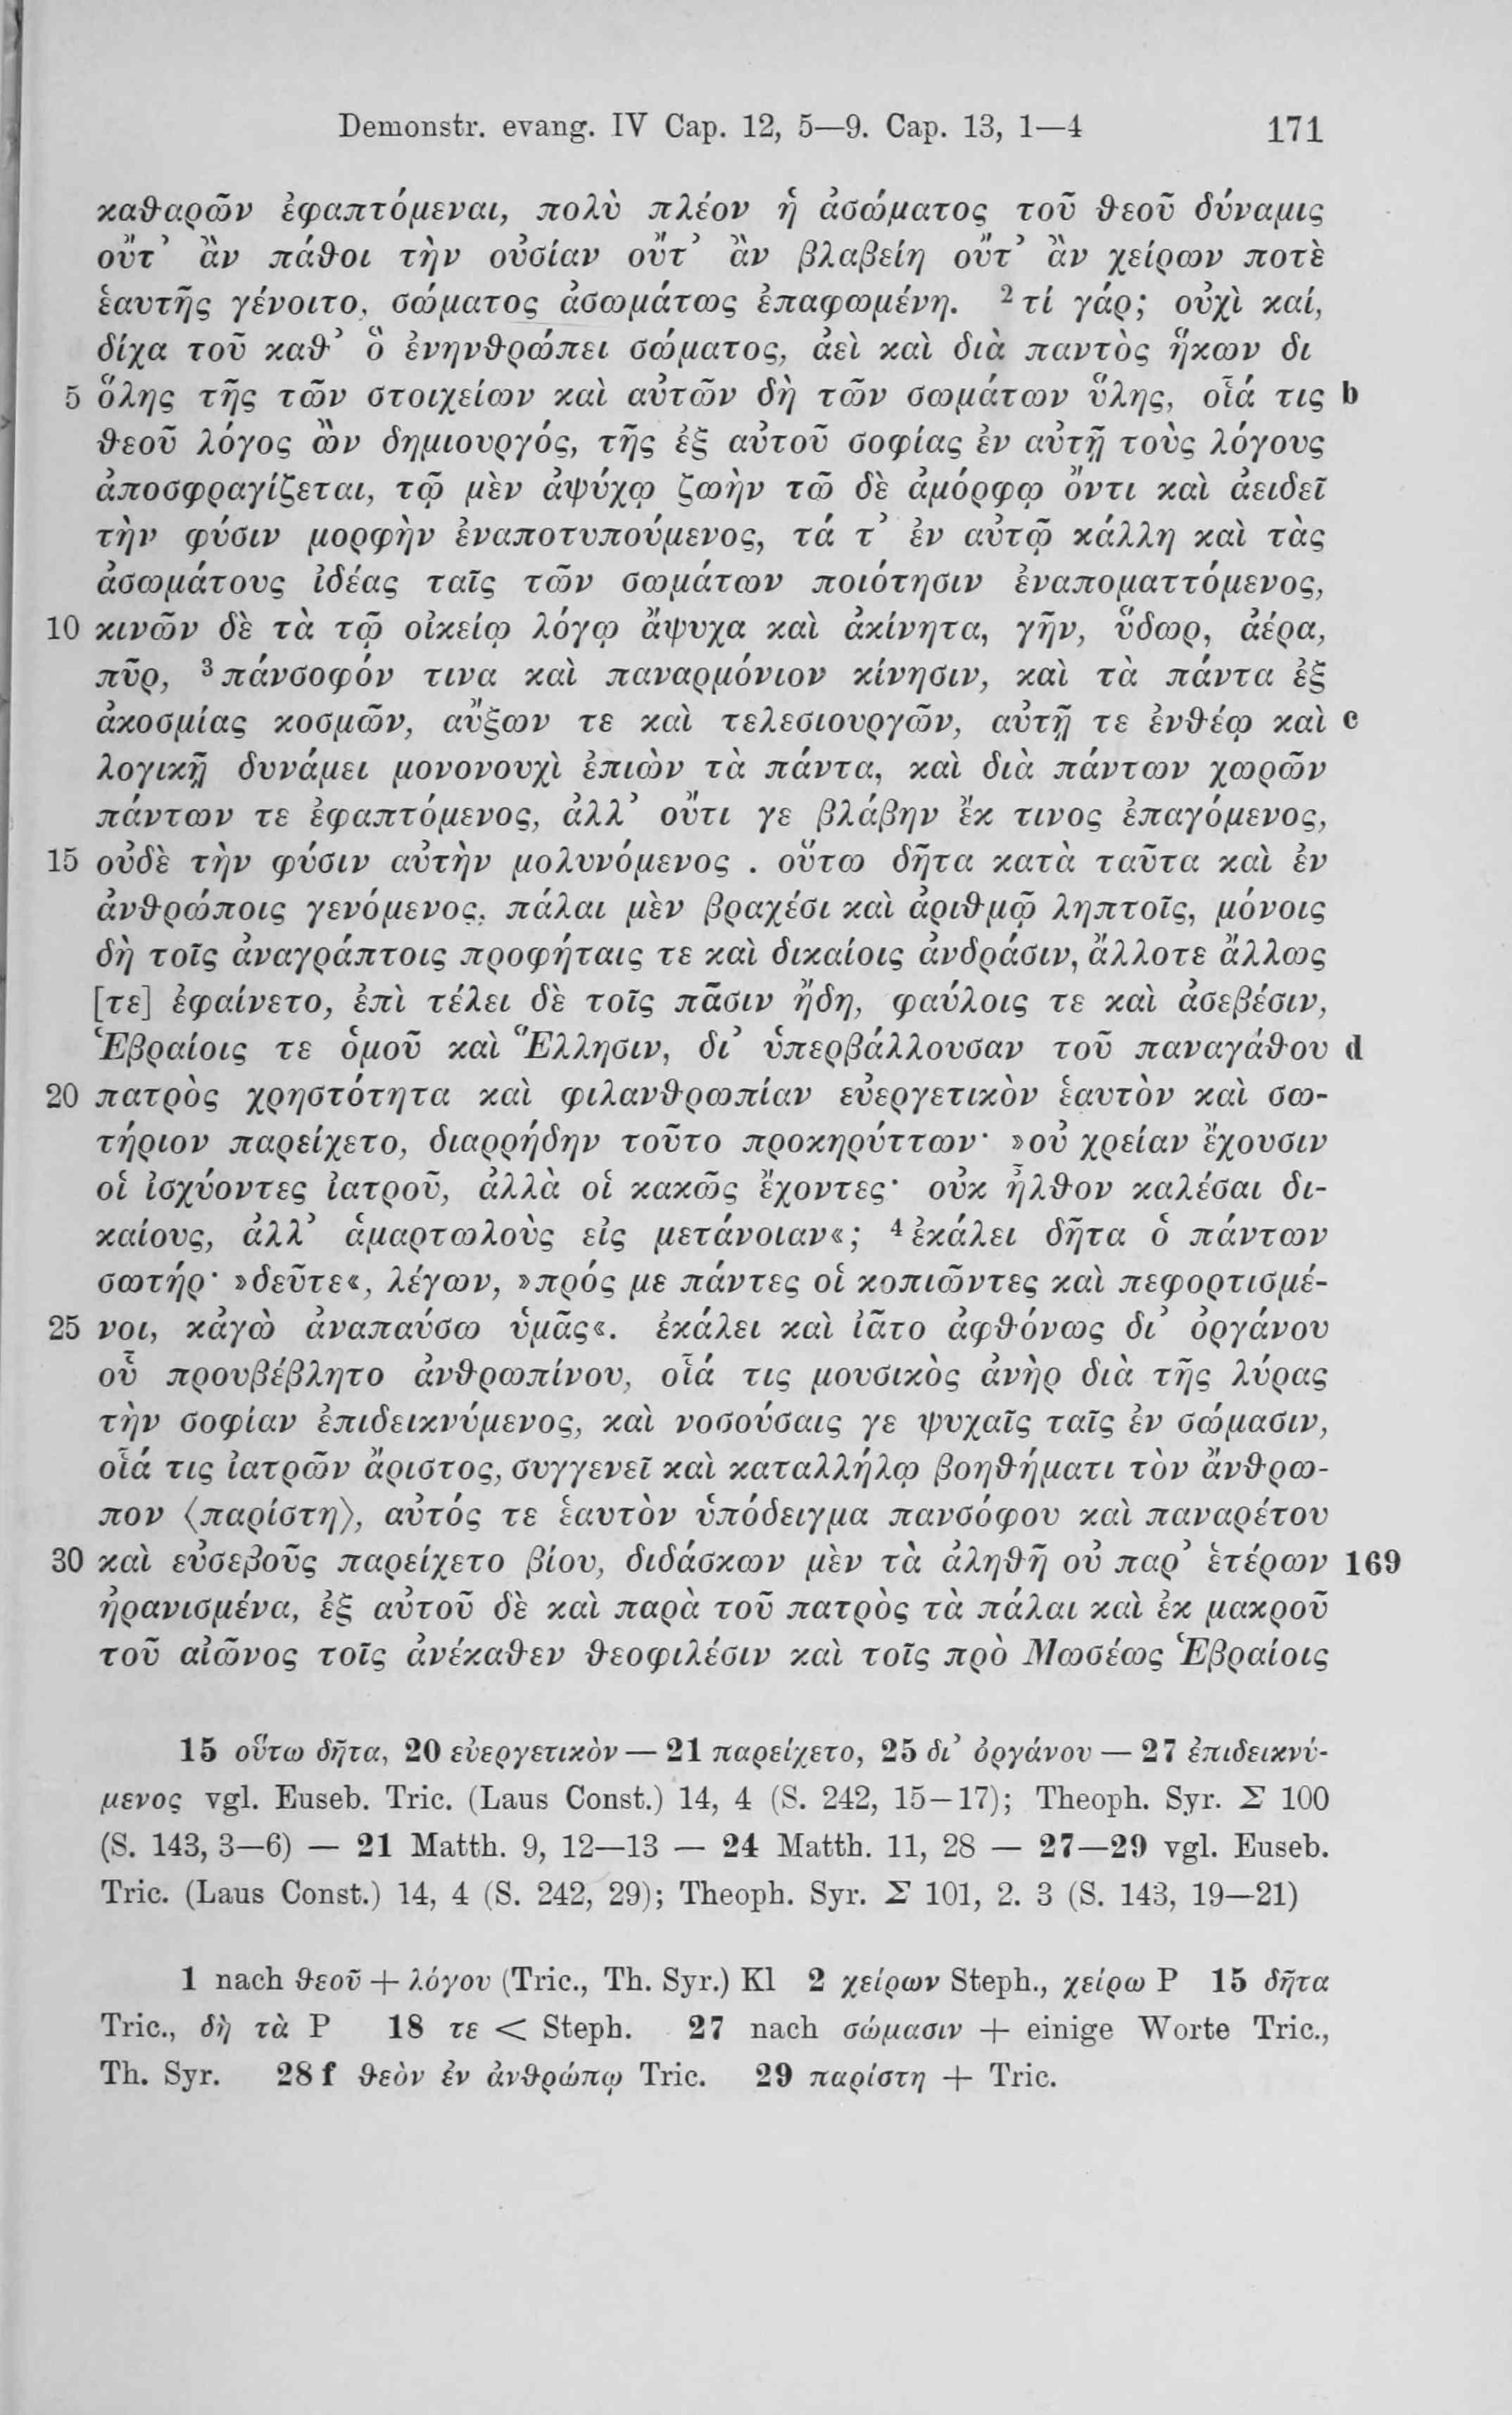 Demonstr. evang. IV Cap. 12, 5—9. Cap. 13, 1—4 171
καθαρῶν ἐφαπτόμεναι, πολὺ πλέον ἡ ἀσώματος τοῦ θεοῦ δύναμις
οὔτ’ ἂν πάθοι τὴν οὐσίαν οὔτ’ ἂν βλαβείη οὔτ’ ἂν χείρων ποτὲ
ἑαυτῆς γένοιτο, σώματος ἀσωμάτως ἐπαφωμένη. ²τί γάρ; οὐχὶ καί,
δίχα τοῦ καθ’ ὃ ἐνηνθρώπει σώματος, ἀεὶ καὶ διὰ παντὸς ἥκων δι
5 ὅλης τῆς τῶν στοιχείων καὶ αὐτῶν δὴ τῶν σωμάτων ὕλης, οἷά τις b
θεοῦ λόγος ὢν δημιουργός, τῆς ἐξ αὐτοῦ σοφίας ἐν αὐτῇ τοὺς λόγους
ἀποσφραγίζεται, τῷ μὲν ἀψύχῳ ζωὴν τῷ δὲ ἀμόρφῳ ὄντι καὶ ἀειδεῖ
τὴν φύσιν μορφὴν ἐναποτυπούμενος, τά τ’ ἐν αὐτῷ κάλλη καὶ τὰς
ἀσωμάτους ἰδέας ταῖς τῶν σωμάτων ποιότησιν ἐναποματτόμενος,
10 κινῶν δὲ τὰ τῷ οἰκείῳ λόγῳ ἄψυχα καὶ ἀκίνητα, γῆν, ὕδωρ, ἀέρα,
πῦρ, ³πάνσοφόν τινα καὶ παναρμόνιον κίνησιν, καὶ τὰ πάντα ἐξ
ἀκοσμίας κοσμῶν, αὔξων τε καὶ τελεσιουργῶν, αὐτῇ τε ἐνθέῳ καὶ c
λογικῇ δυνάμει μονονουχὶ ἐπιὼν τὰ πάντα, καὶ διὰ πάντων χωρῶν
πάντων τε ἐφαπτόμενος, ἀλλ’ οὔτι γε βλάβην ἔκ τινος ἐπαγόμενος,
15 οὐδὲ τὴν φύσιν αὐτὴν μολυνόμενος . οὕτω δῆτα κατὰ ταῦτα καὶ ἐν
ἀνθρώποις γενόμενος, πάλαι μὲν βραχέσι καὶ ἀριθμῷ ληπτοῖς, μόνοις
δὴ τοῖς ἀναγράπτοις προφήταις τε καὶ δικαίοις ἀνδράσιν, ἄλλοτε ἄλλως
[τε] ἐφαίνετο, ἐπὶ τέλει δὲ τοῖς πᾶσιν ἤδη, φαύλοις τε καὶ ἀσεβέσιν,
Ἑβραίοις τε ὁμοῦ καὶ Ἕλλησιν, δι’ ὑπερβάλλουσαν τοῦ παναγάθου d
20 πατρὸς χρηστότητα καὶ φιλανθρωπίαν εὐεργετικὸν ἑαυτὸν καὶ σω-
τήριον παρείχετο, διαρρήδην τοῦτο προκηρύττων· »οὐ χρείαν ἔχουσιν
οἱ ἰσχύοντες ἰατροῦ, ἀλλὰ οἱ κακῶς ἔχοντες· οὐκ ἦλθον καλέσαι δι-
καίους, ἀλλ’ ἁμαρτωλοὺς εἰς μετάνοιαν«; ⁴ἐκάλει δῆτα ὁ πάντων
σωτήρ· »δεῦτε«, λέγων, »πρός με πάντες οἱ κοπιῶντες καὶ πεφορτισμέ-
25 νοι, κἀγὼ ἀναπαύσω ὑμᾶς«. ἐκάλει καὶ ἰᾶτο ἀφθόνως δι’ ὀργάνου
οὗ προυβέβλητο ἀνθρωπίνου, οἷά τις μουσικὸς ἀνὴρ διὰ τῆς λύρας
τὴν σοφίαν ἐπιδεικνύμενος, καὶ νοσούσαις γε ψυχαῖς ταῖς ἐν σώμασιν,
οἷά τις ἰατρῶν ἄριστος, συγγενεῖ καὶ καταλλήλῳ βοηθήματι τὸν ἄνθρω-
πον ⟨παρίστη⟩, αὐτός τε ἑαυτὸν ὑπόδειγμα πανσόφου καὶ παναρέτου
30 καὶ εὐσεβοῦς παρείχετο βίου, διδάσκων μὲν τὰ ἀληθῆ οὐ παρ’ ἑτέρων 169
ἠρανισμένα, ἐξ αὐτοῦ δὲ καὶ παρὰ τοῦ πατρὸς τὰ πάλαι καὶ ἐκ μακροῦ
τοῦ αἰῶνος τοῖς ἀνέκαθεν θεοφιλέσιν καὶ τοῖς πρὸ Μωσέως Ἑβραίοις
15 οὕτω δῆτα, 20 εὐεργετικὸν — 21 παρείχετο, 25 δι’ ὀργάνου — 27 ἐπιδεικνύ-
μενος vgl. Euseb. Tric. (Laus Const.) 14, 4 (S. 242, 15—17); Theoph. Syr. Σ 100
(S. 143, 3—6) — 21 Matth. 9, 12—13 — 24 Matth. 11, 28 — 27—29 vgl. Euseb.
Tric. (Laus Const.) 14, 4 (S. 242, 29); Theoph. Syr. Σ 101, 2. 3 (S. 143, 19—21)
1 nach θεοῦ + λόγου (Tric., Th. Syr.) Kl 2 χείρων Steph., χείρω P 15 δῆτα
Tric., δὴ τὰ P 18 τε < Steph. 27 nach σώμασιν + einige Worte Tric.,
Th. Syr. 28 f θεὸν ἐν ἀνθρώπῳ Tric. 29 παρίστη + Tric.